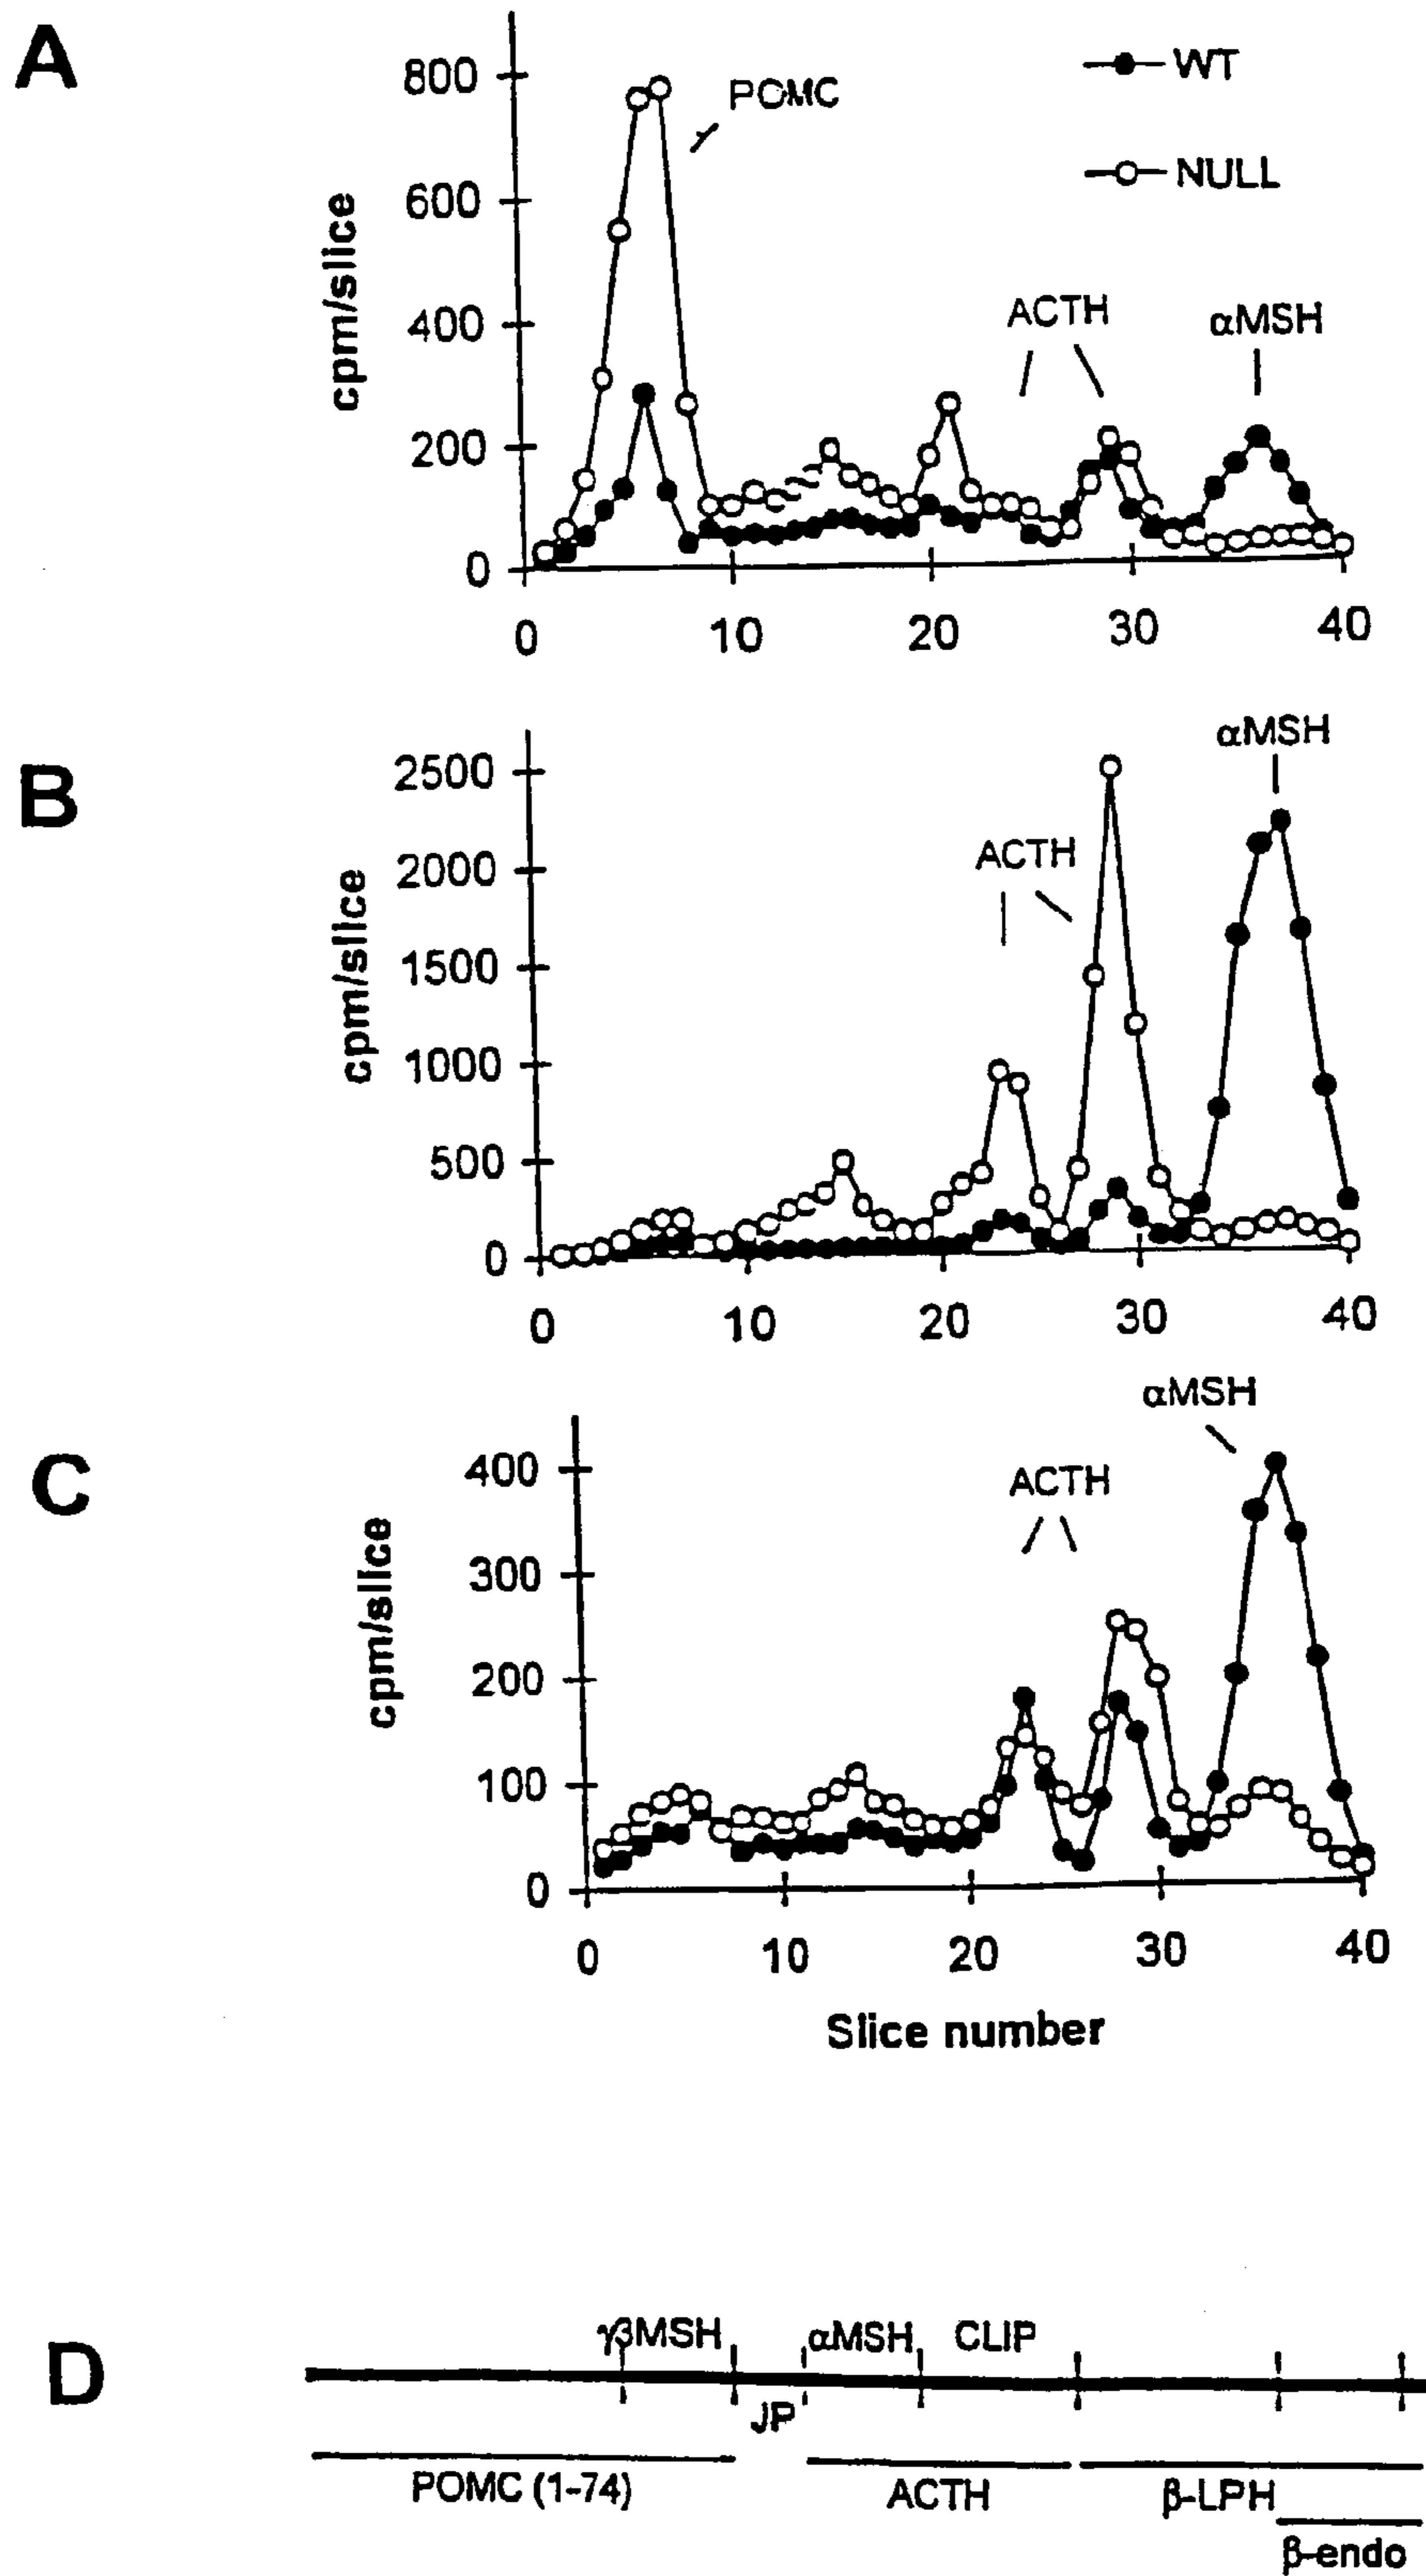 A
800
600
400
200
0
cpm/slice
POMC
WT
NULL
ACTH
αMSH
0 10 20 30 40
B
2500
2000
1500
1000
500
0
cpm/slice
ACTH
αMSH
0 10 20 30 40
C
400
300
200
100
0
cpm/slice
ACTH
αMSH
0 10 20 30 40
Slice number
D
γ3MSH αMSH CLIP
JP
POMC (1-74) ACTH β-LPH
β-endo